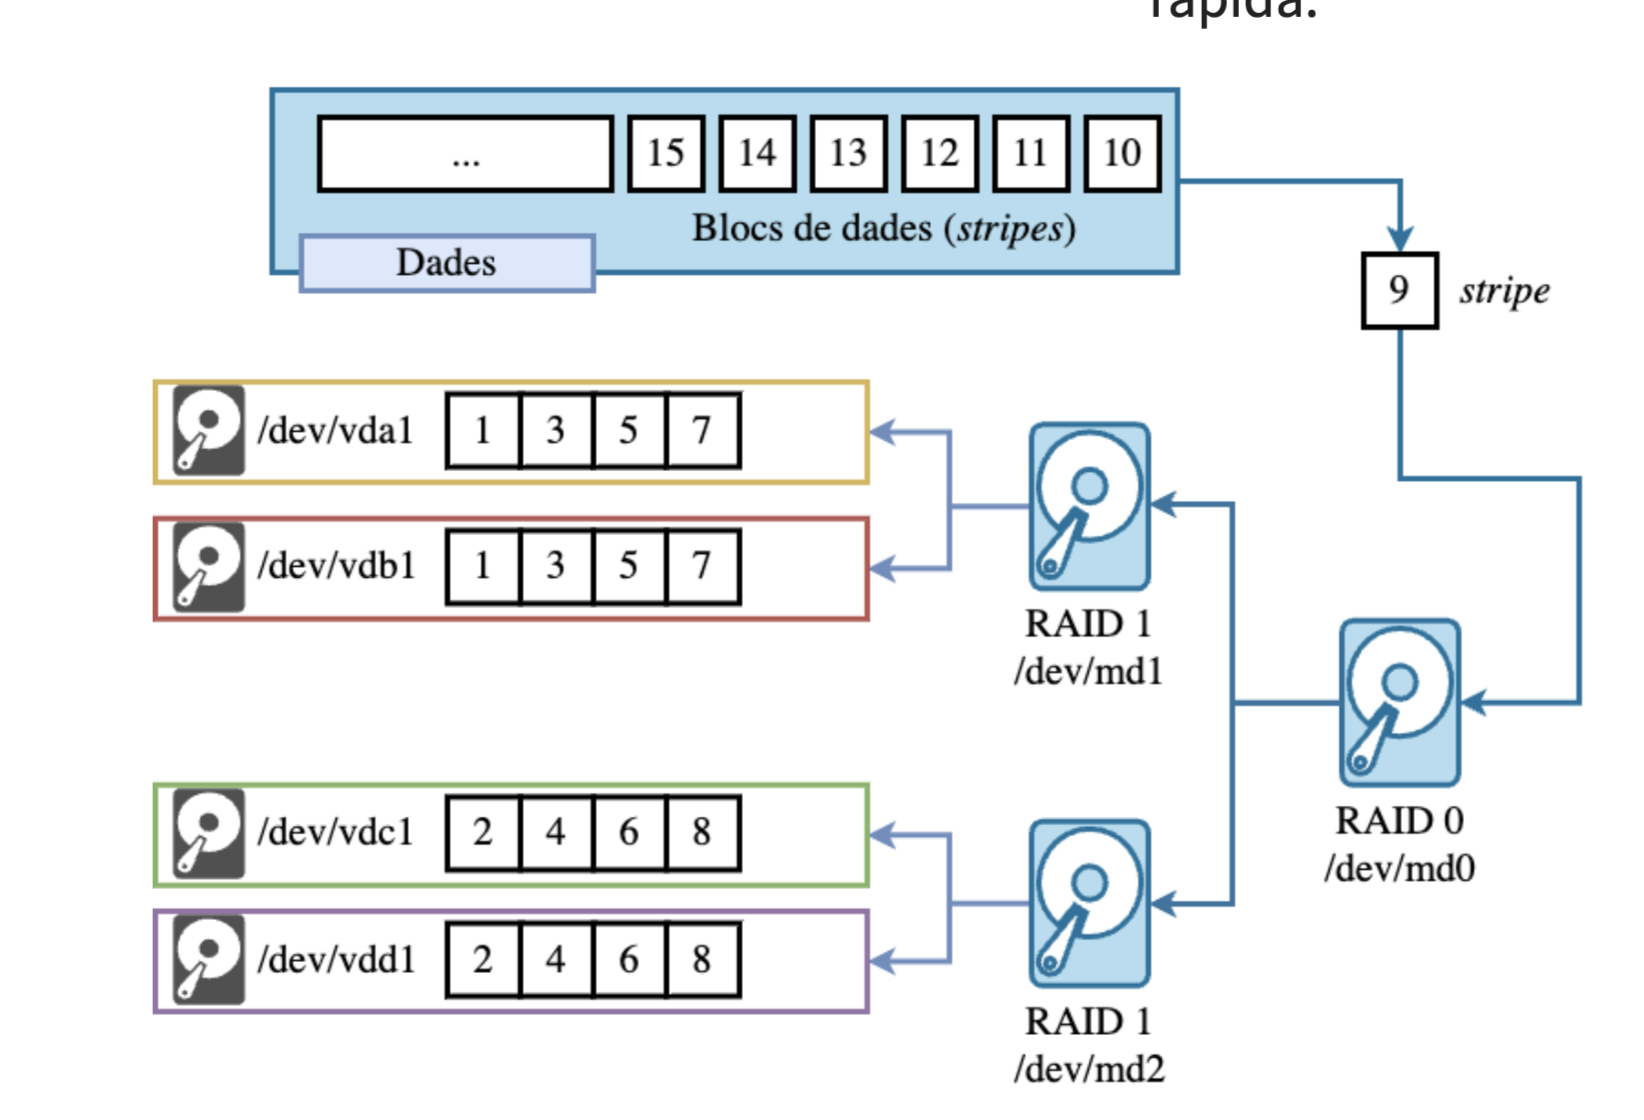 ràpida.
... 15 14 13 12 11 10
Blocs de dades (stripes)
Dades
9 stripe
/dev/vda1 1 3 5 7
/dev/vdb1 1 3 5 7
RAID 1
/dev/md1
/dev/vdc1 2 4 6 8
/dev/vdd1 2 4 6 8
RAID 1
/dev/md2
RAID 0
/dev/md0